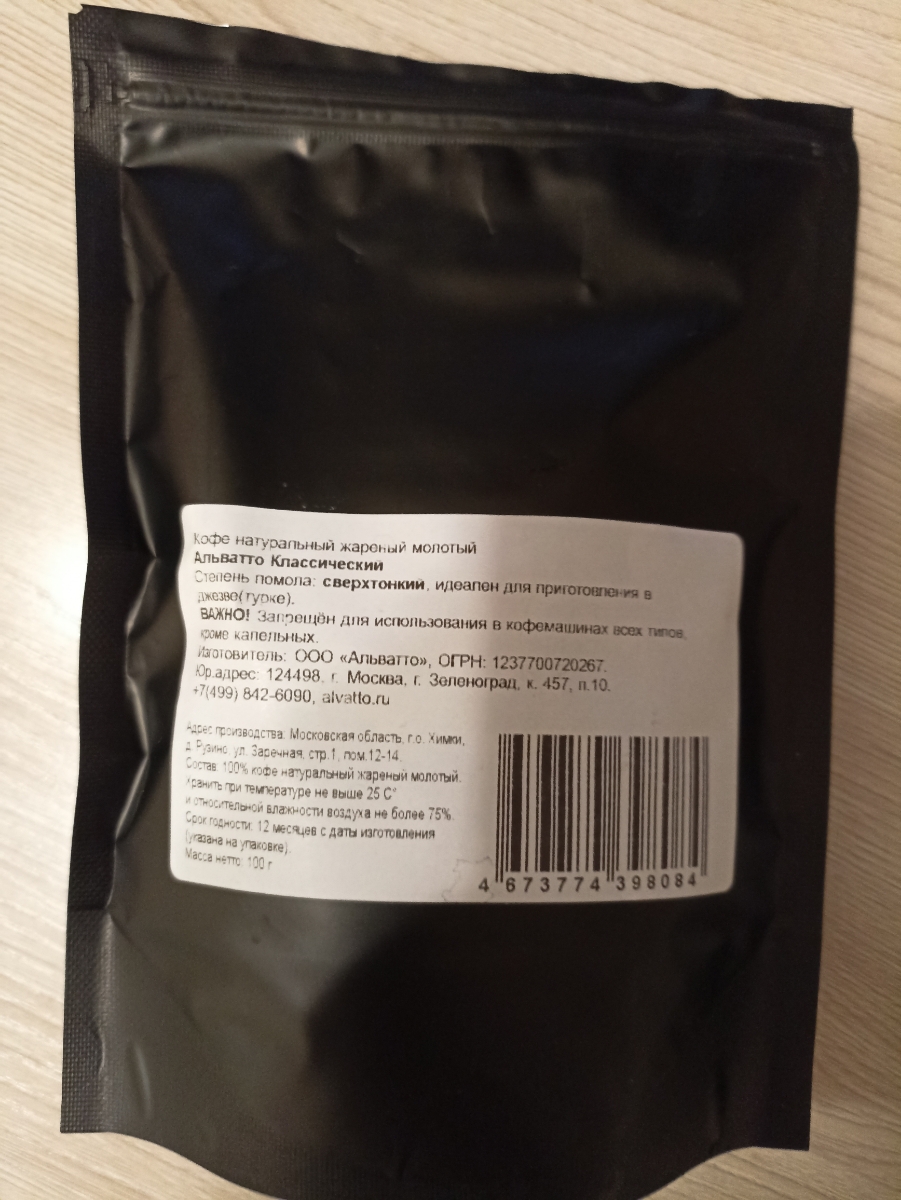 Кофе натуральный жареный молотый
Альватто Классический
Степень помола: сверхтонкий, идеален для приготовления в
джезве(турке).
ВАЖНО! Запрещён для использования в кофемашинах всех типов,
кроме капельных.
Изготовитель: ООО «Альватто», ОГРН: 1237700720267.
Юр.адрес: 124498, г. Москва, г. Зеленоград, к. 457, п.10.
+7(499) 842-6090, alvatto.ru
Адрес производства: Московская область, г.о. Химки,
д. Рузино, ул. Заречная, стр.1, пом.12-14.
Состав: 100% кофе натуральный жареный молотый.
Хранить при температуре не выше 25 С°
и относительной влажности воздуха не более 75%.
Срок годности: 12 месяцев с даты изготовления
(указана на упаковке).
Масса нетто: 100 г
4 673774 398084